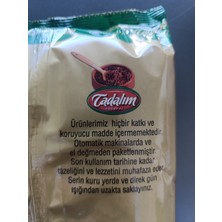 Tadalım
Ürünlerimiz hiçbir katkı ve
koruyucu madde içermemektedir.
Otomatik makinalarda ve
el değmeden paketlenmiştir.
Son kullanım tarihine kadar
tazeliğini ve lezzetini muhafaza eder.
Serin kuru yerde ve direk gün
ışığından uzakta saklayınız.